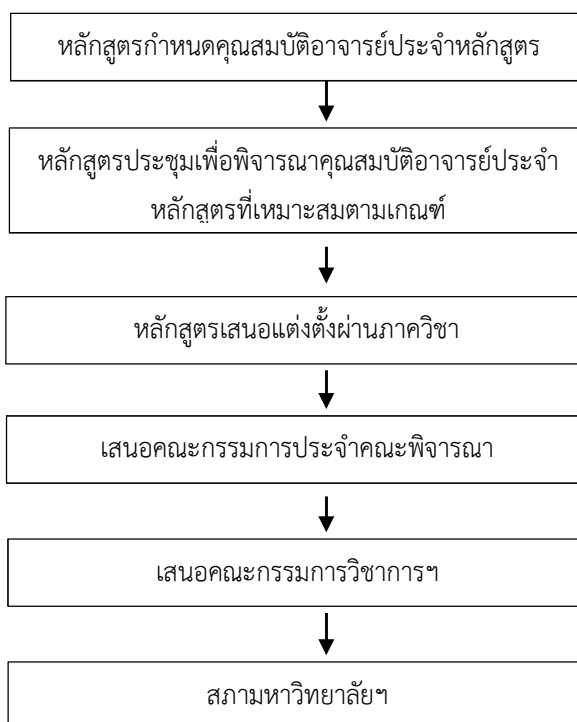 หลักสูตรกำหนดคุณสมบัติอาจารย์ประจำหลักสูตร
หลักสูตรประชุมเพื่อพิจารณาคุณสมบัติอาจารย์ประจำ
หลักสูตรที่เหมาะสมตามเกณฑ์
หลักสูตรเสนอแต่งตั้งผ่านภาควิชา
เสนอคณะกรรมการประจำคณะพิจารณา
เสนอคณะกรรมการวิชาการฯ
สภามหาวิทยาลัยฯ